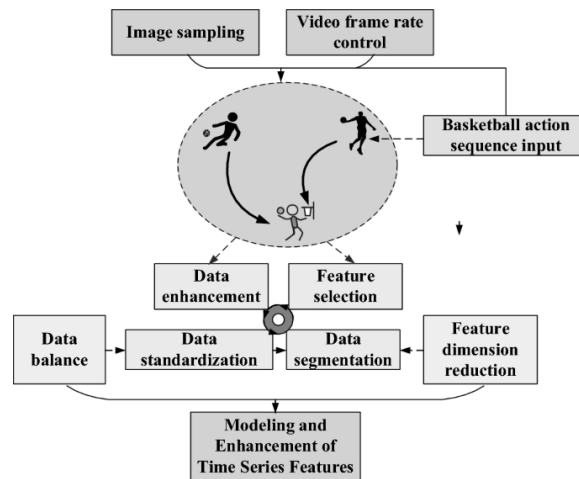 Image sampling
Video frame rate
control
Basketball action
sequence input
Data
enhancement
Feature
selection
Data
balance
Data
standardization
Data
segmentation
Feature
dimension
reduction
Modeling and
Enhancement of
Time Series Features